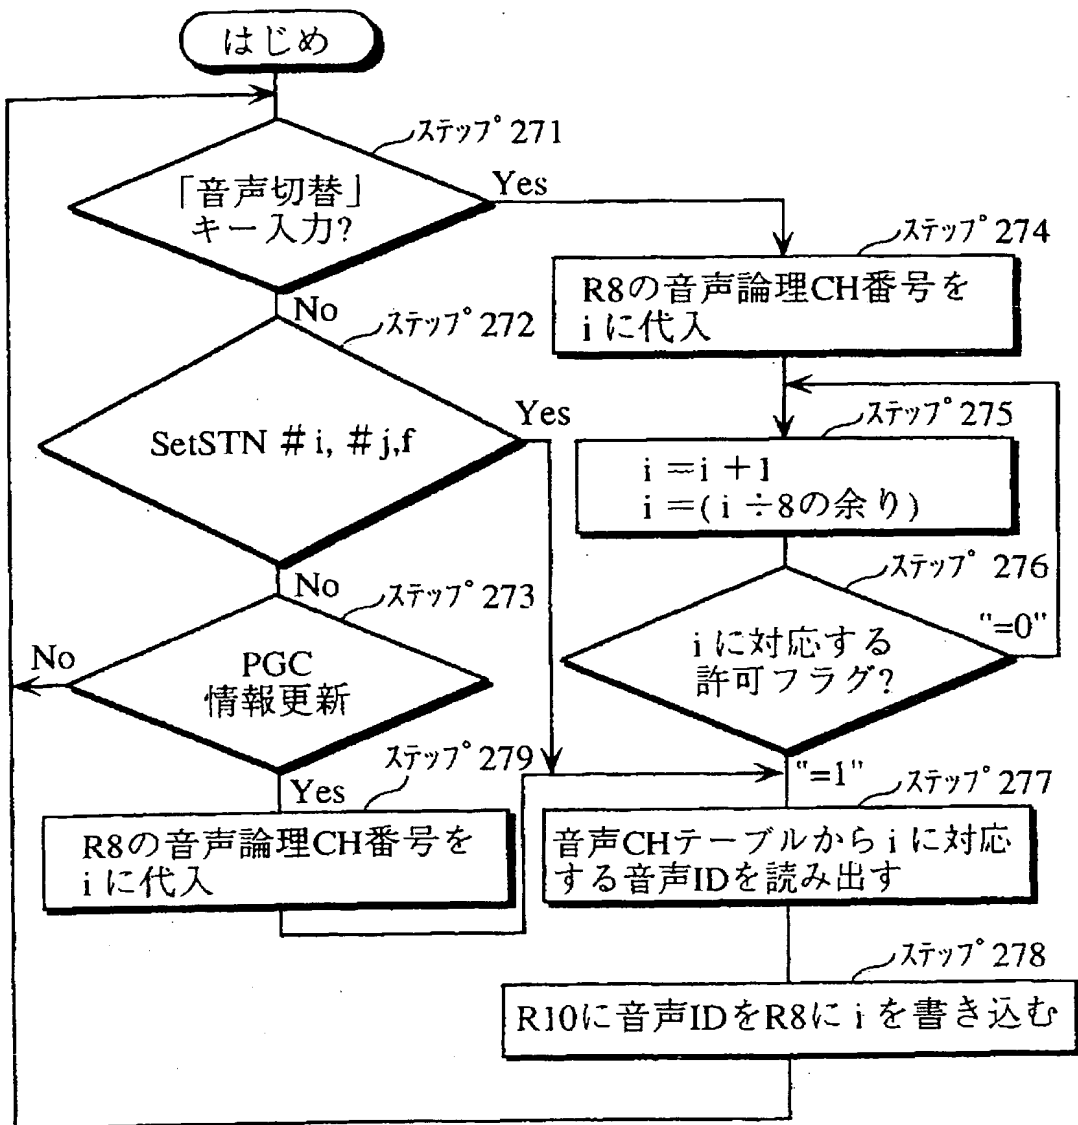 はじめ
ステップ271
「音声切替」
キー入力?
Yes
No
ステップ272
SetSTN #i, #j,f
Yes
No
ステップ273
PGC
情報更新
No
Yes
ステップ279
R8の音声論理CH番号を
iに代入
ステップ274
R8の音声論理CH番号を
iに代入
ステップ275
i=i+1
i=(i÷8の余り)
ステップ 276
iに対応する
許可フラグ?
"=0"
"=1"
ステップ277
音声CHテーブルからiに対応
する音声IDを読み出す
ステップ278
R10に音声IDをR8にiを書き込む